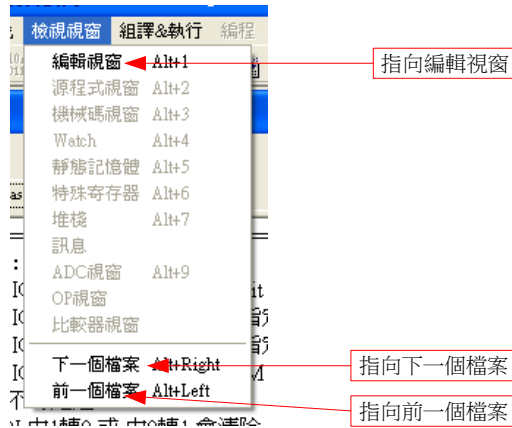 檢視視窗 組譯&執行 編程
編輯視窗 Alt+1
指向編輯視窗
源程式視窗 Alt+2
機械碼視窗 Alt+3
Watch Alt+4
靜態記憶體 Alt+5
as
特殊寄存器 Alt+6
堆棧 Alt+7
訊息
ADC視窗 Alt+9
OP視窗
it
比較器視窗
下一個檔案 Alt+Right
指向下一個檔案
前一個檔案 Alt+Left
指向前一個檔案